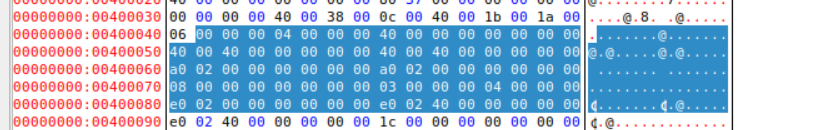 00000000:00400030 00 00 00 00 40 00 38 00 0c 00 40 00 1b 00 1a 00 ....@.8. .@.....
00000000:00400040 06 00 00 00 04 00 00 00 40 00 00 00 00 00 00 00 ........@.......
00000000:00400050 40 00 40 00 00 00 00 00 40 00 40 00 00 00 00 00 @.@.....@.@.....
00000000:00400060 a0 02 00 00 00 00 00 00 a0 02 00 00 00 00 00 00 ....... .......
00000000:00400070 08 00 00 00 00 00 00 00 03 00 00 00 04 00 00 00 ................
00000000:00400080 e0 02 00 00 00 00 00 00 e0 02 40 00 00 00 00 00 ¢.......¢.@.....
00000000:00400090 e0 02 40 00 00 00 00 00 1c 00 00 00 00 00 00 00 ¢.@.............